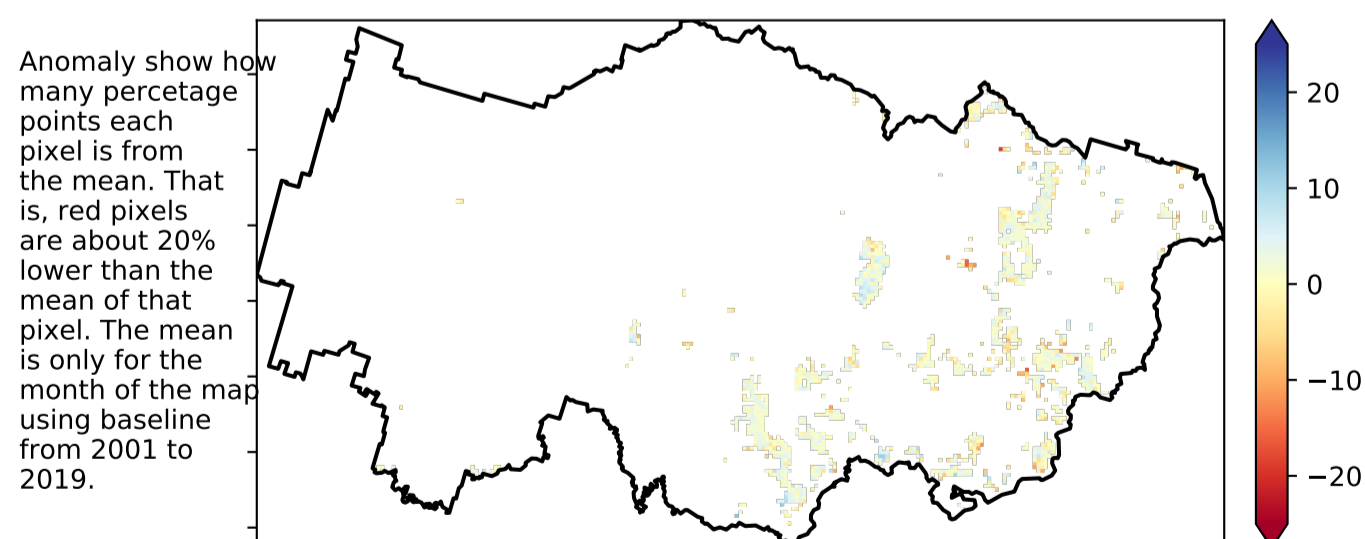 Anomaly show how
many percetage
points each
pixel is from
the mean. That
is, red pixels
are about 20%
lower than the
mean of that
pixel. The mean
is only for the
month of the map
using baseline
from 2001 to
2019.
20
10
0
−10
−20